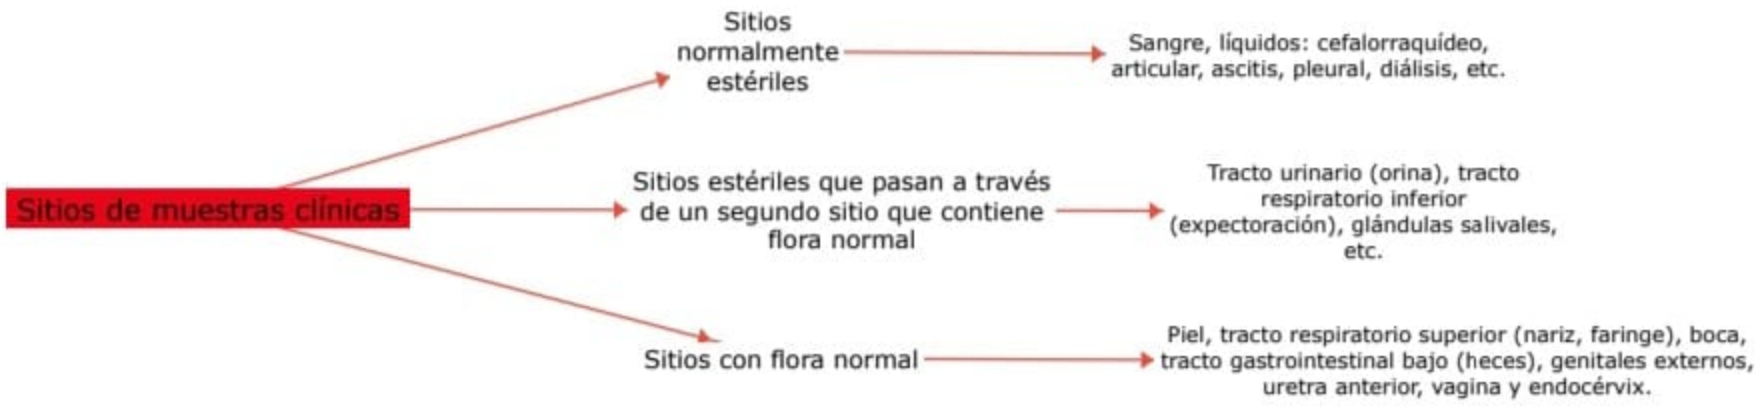 Sitios de muestras clínicas
Sitios
normalmente
estériles
Sangre, líquidos: cefalorraquídeo,
articular, ascitis, pleural, diálisis, etc.
Sitios estériles que pasan a través
de un segundo sitio que contiene
flora normal
Tracto urinario (orina), tracto
respiratorio inferior
(expectoración), glándulas salivales,
etc.
Sitios con flora normal
Piel, tracto respiratorio superior (nariz, faringe), boca,
tracto gastrointestinal bajo (heces), genitales externos,
uretra anterior, vagina y endocérvix.